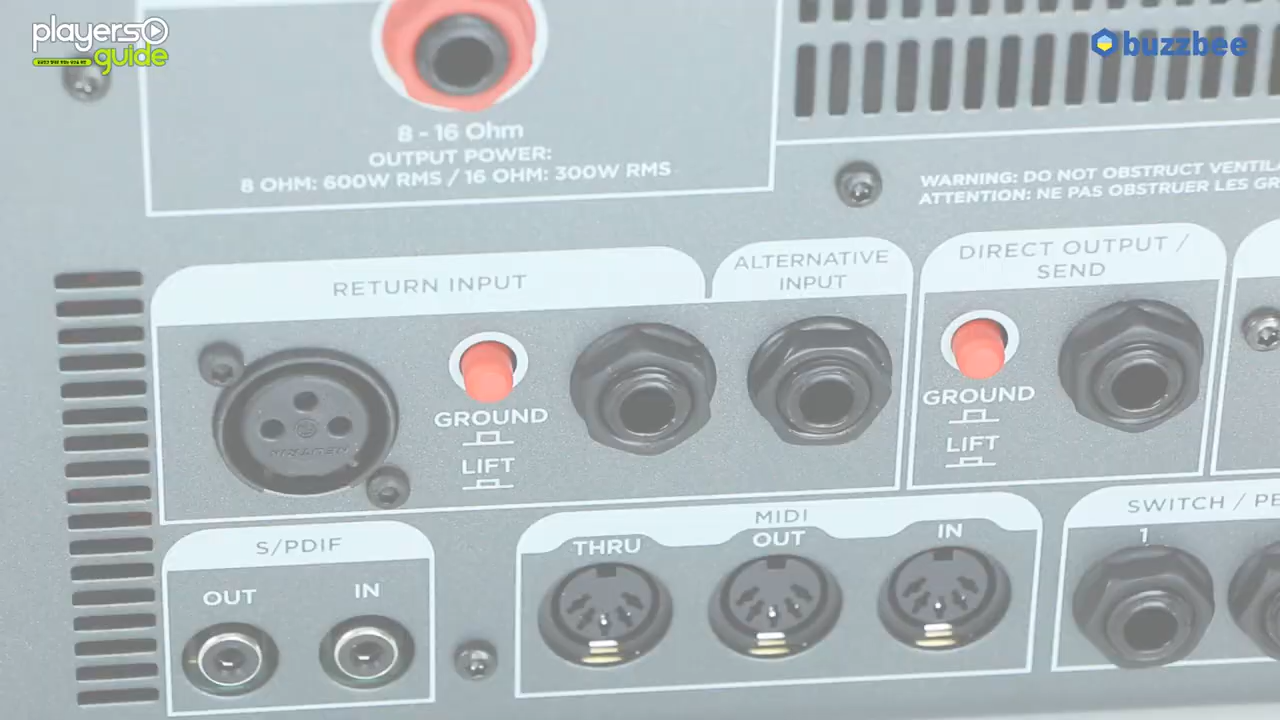 players
guide
buzzbee
8 - 16 Ohm
OUTPUT POWER:
8 OHM: 600W RMS / 16 OHM: 300W RMS
WARNING: DO NOT OBSTRUCT VENTILA
ATTENTION: NE PAS OBSTRUER LES GR
RETURN INPUT
ALTERNATIVE
INPUT
DIRECT OUTPUT /
SEND
GROUND
LIFT
GROUND
LIFT
NEUTRIK
S/PDIF
OUT
IN
MIDI
THRU
OUT
IN
SWITCH / PE
1